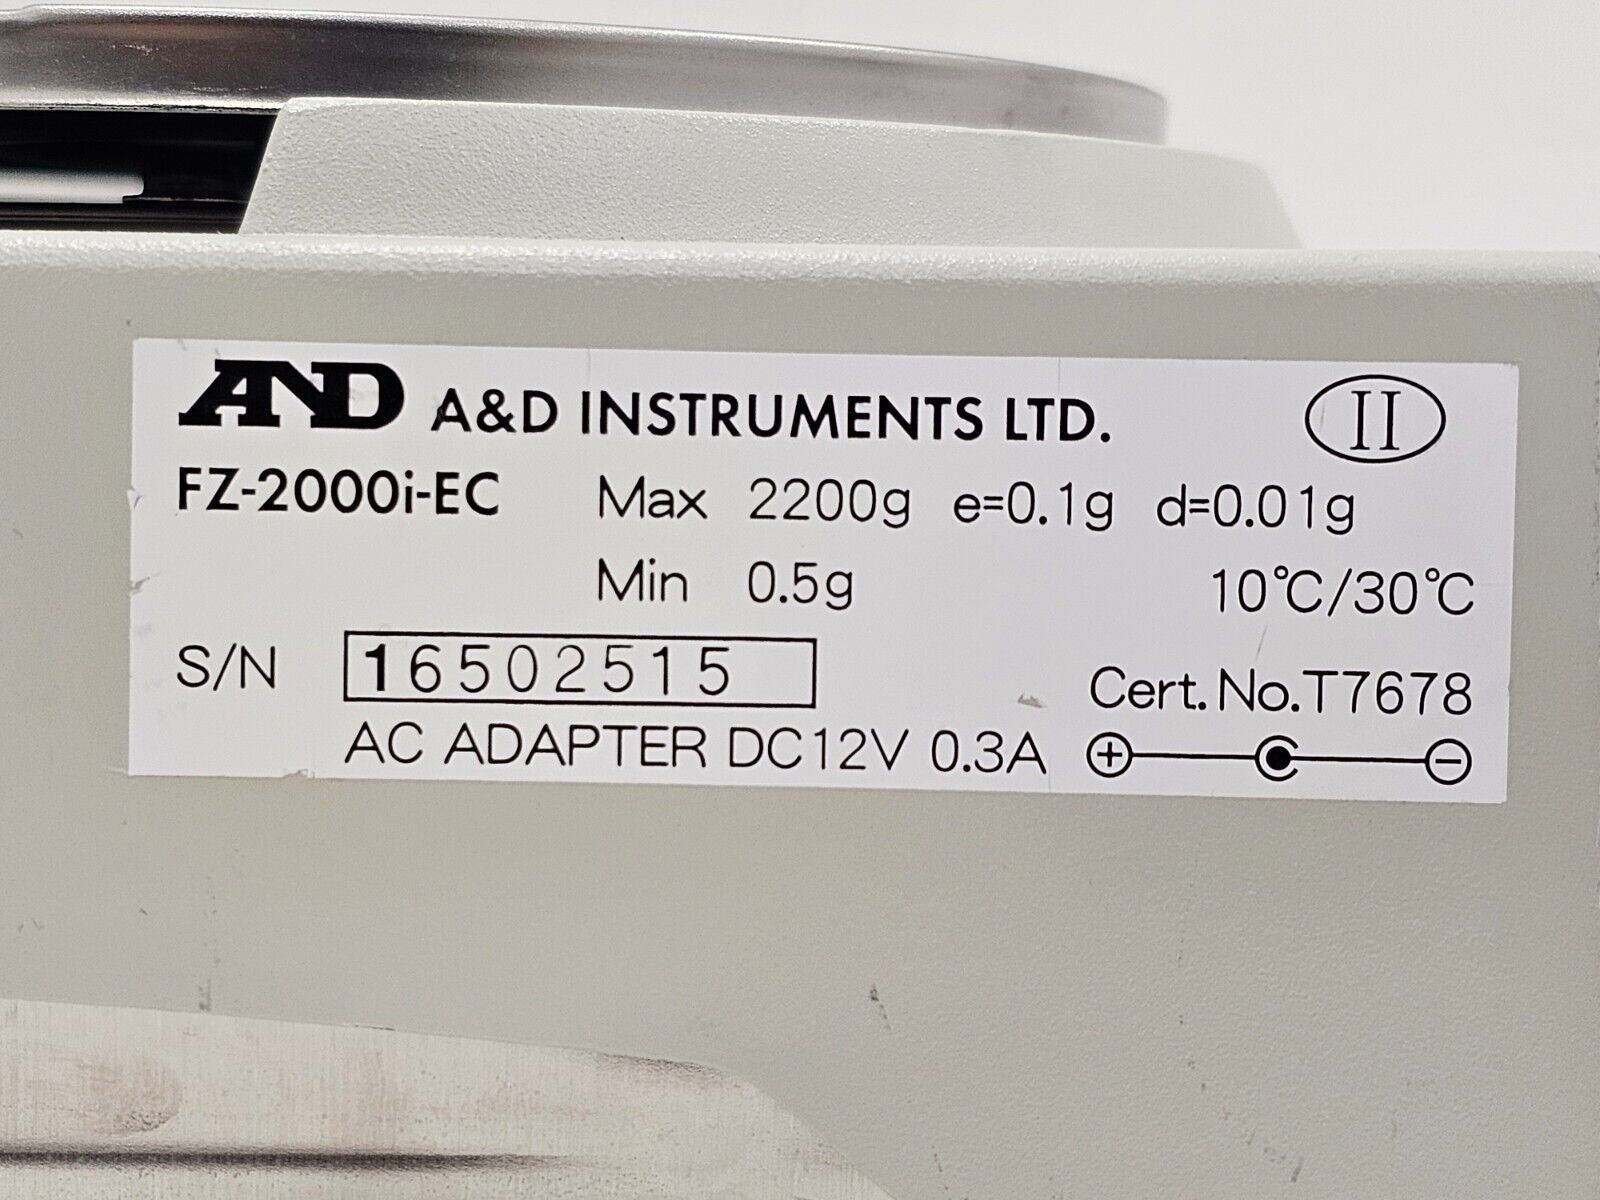 AND A&D INSTRUMENTS LTD. II
FZ-2000i-EC Max 2200g e=0.1g d=0.01g
Min 0.5g 10°C/30°C
S/N 16502515 Cert.No.T7678
AC ADAPTER DC12V 0.3A